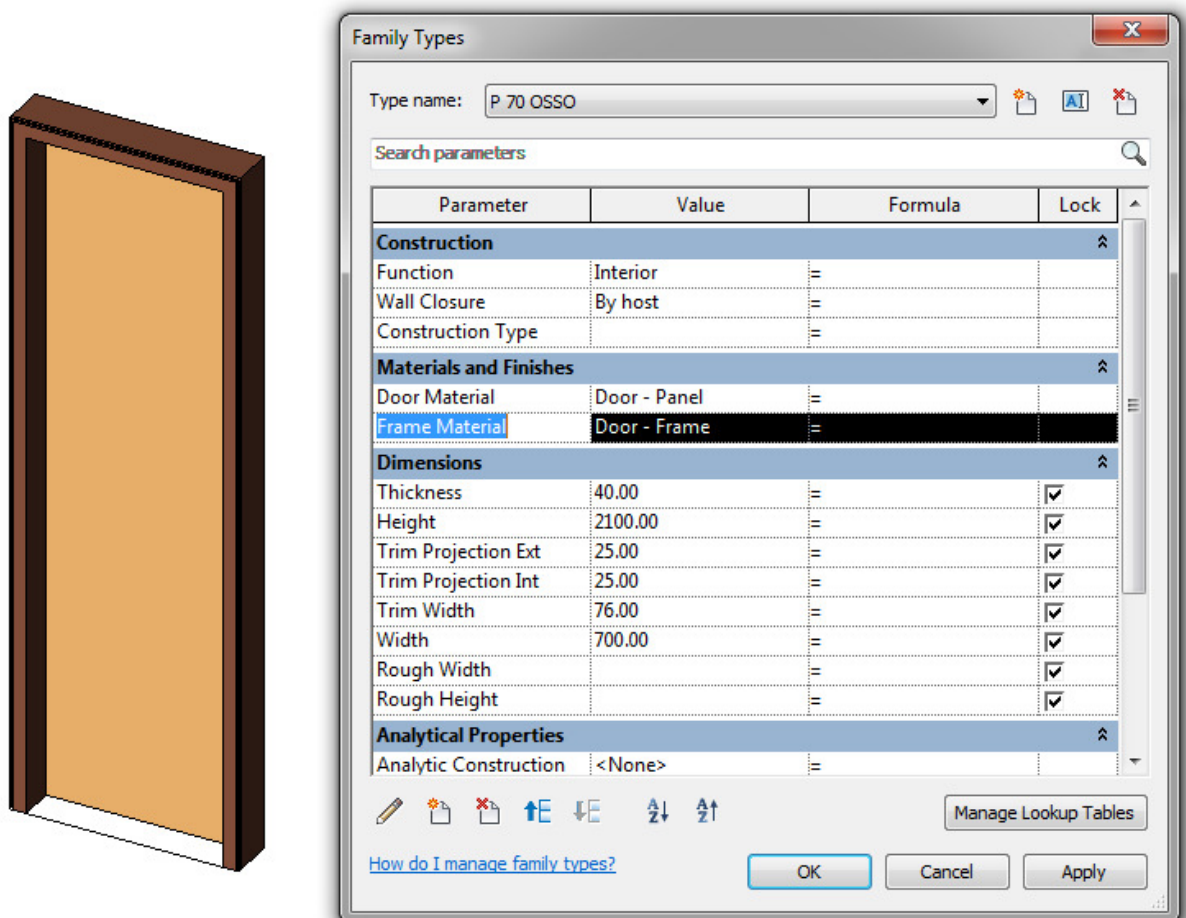 Family Types
Type name: P 70 OSSO
Search parameters
Parameter Value Formula Lock
Construction
Function Interior =
Wall Closure By host =
Construction Type =
Materials and Finishes
Door Material Door - Panel =
Frame Material Door - Frame =
Dimensions
Thickness 40.00 =
Height 2100.00 =
Trim Projection Ext 25.00 =
Trim Projection Int 25.00 =
Trim Width 76.00 =
Width 700.00 =
Rough Width =
Rough Height =
Analytical Properties
Analytic Construction <None> =
Manage Lookup Tables
How do I manage family types?
OK Cancel Apply